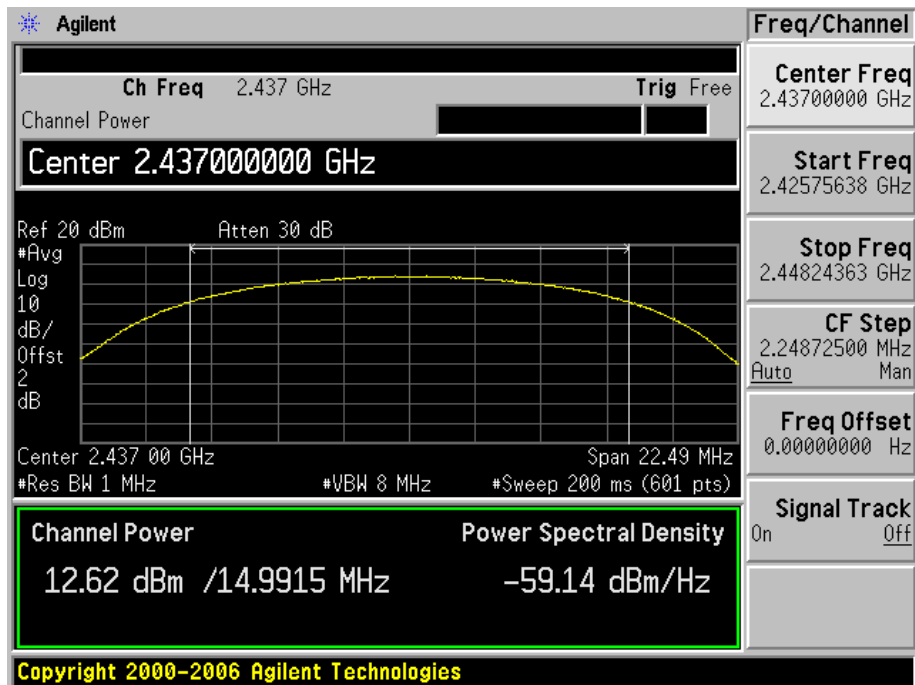 Agilent
Freq/Channel
Ch Freq 2.437 GHz Trig Free
Channel Power
Center 2.437000000 GHz
Ref 20 dBm Atten 30 dB
#Avg
Log
10
dB/
Offst
2
dB
Center 2.437 00 GHz Span 22.49 MHz
#Res BW 1 MHz #VBW 8 MHz #Sweep 200 ms (601 pts)
Channel Power Power Spectral Density
12.62 dBm /14.9915 MHz -59.14 dBm/Hz
Center Freq
2.43700000 GHz
Start Freq
2.42575638 GHz
Stop Freq
2.44824363 GHz
CF Step
2.24872500 MHz
Auto Man
Freq Offset
0.00000000 Hz
Signal Track
On Off
Copyright 2000-2006 Agilent Technologies